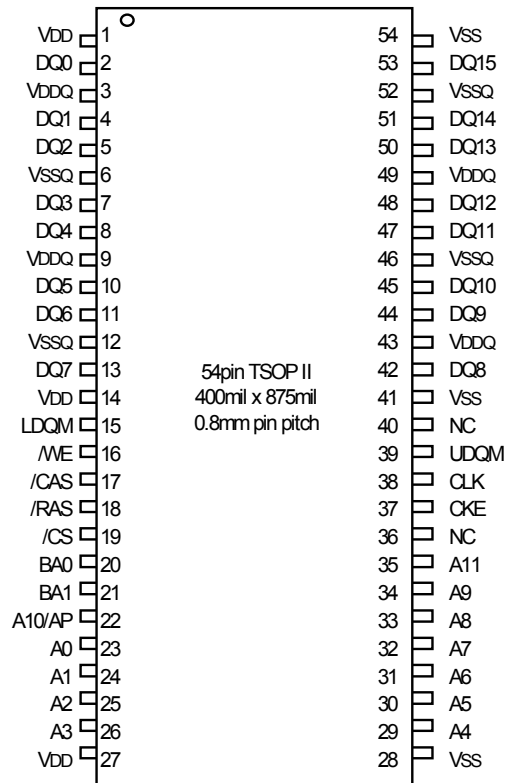 VDD 1 54 VSS
DQ0 2 53 DQ15
VDDQ 3 52 VSSQ
DQ1 4 51 DQ14
DQ2 5 50 DQ13
VSSQ 6 49 VDDQ
DQ3 7 48 DQ12
DQ4 8 47 DQ11
VDDQ 9 46 VSSQ
DQ5 10 45 DQ10
DQ6 11 44 DQ9
VSSQ 12 43 VDDQ
DQ7 13 54pin TSOP II 42 DQ8
VDD 14 400mil x 875mil 41 VSS
LDQM 15 0.8mm pin pitch 40 NC
/WE 16 39 UDQM
/CAS 17 38 CLK
/RAS 18 37 CKE
/CS 19 36 NC
BA0 20 35 A11
BA1 21 34 A9
A10/AP 22 33 A8
A0 23 32 A7
A1 24 31 A6
A2 25 30 A5
A3 26 29 A4
VDD 27 28 VSS